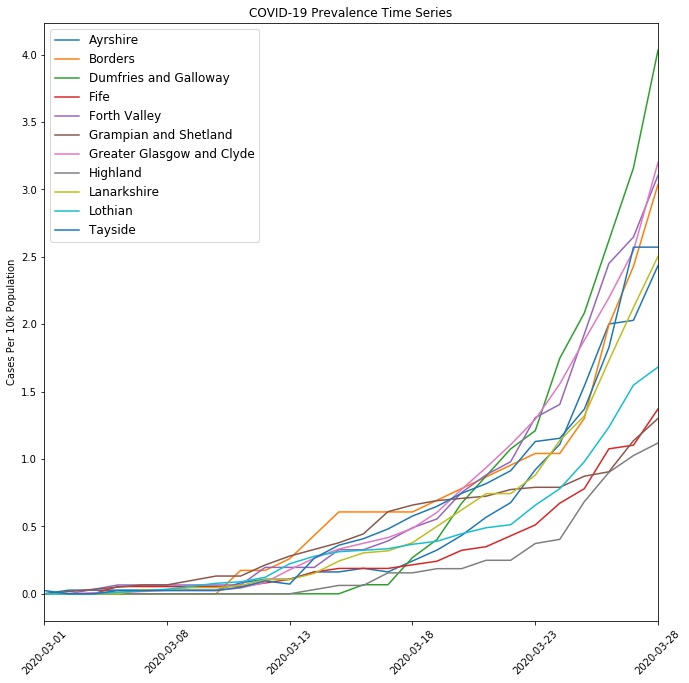 COVID-19 Prevalence Time Series
Ayrshire
Borders
Dumfries and Galloway
Fife
Forth Valley
Grampian and Shetland
Greater Glasgow and Clyde
Highland
Lanarkshire
Lothian
Tayside
Cases Per 10k Population
4.0
3.5
3.0
2.5
2.0
1.5
1.0
0.5
0.0
2020-03-01
2020-03-08
2020-03-13
2020-03-18
2020-03-23
2020-03-28